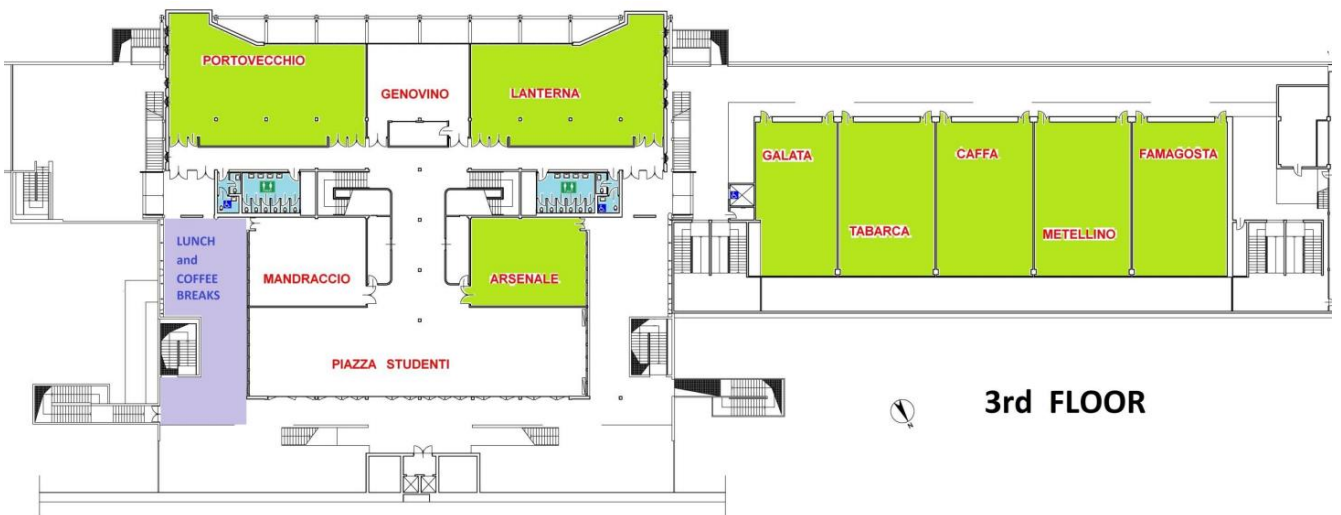 PORTOVECCHIO
GENOVINO
LANTERNA
GALATA
CAFFA
FAMAGOSTA
TABARCA
METELLINO
LUNCH
and
COFFEE
BREAKS
MANDRACCIO
ARSENALE
PIAZZA STUDENTI
3rd FLOOR
N